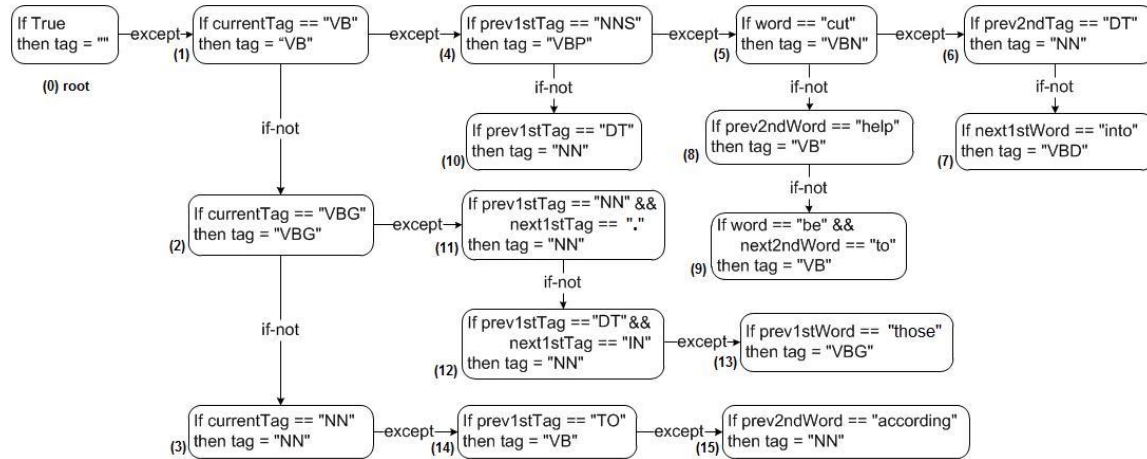 If True
then tag = ""
(0) root
except
If currentTag == "VB"
then tag = “VB"
(1)
except
If prev1stTag == "NNS"
then tag = "VBP"
(4)
except
If word == "cut"
then tag = "VBN"
(5)
except
If prev2ndTag == "DT"
then tag = "NN"
(6)
if-not
if-not
if-not
if-not
If prev1stTag == "DT"
then tag = "NN"
(10)
If prev2ndWord == "help"
then tag = "VB"
(8)
If next1stWord == "into"
then tag = "VBD"
(7)
if-not
If currentTag == "VBG"
then tag = "VBG"
(2)
except
If prev1stTag == "NN" &&
next1stTag == "."
then tag = "NN"
(11)
If word == "be" &&
next2ndWord == "to"
then tag = "VB"
(9)
if-not
if-not
If prev1stTag =="DT"&&
next1stTag == "IN"
then tag = "NN"
(12)
except
If prev1stWord == "those"
then tag = "VBG"
(13)
If currentTag == "NN"
then tag = "NN"
(3)
except
If prev1stTag == "TO"
then tag = "VB"
(14)
except
If prev2ndWord == "according"
then tag = "NN"
(15)